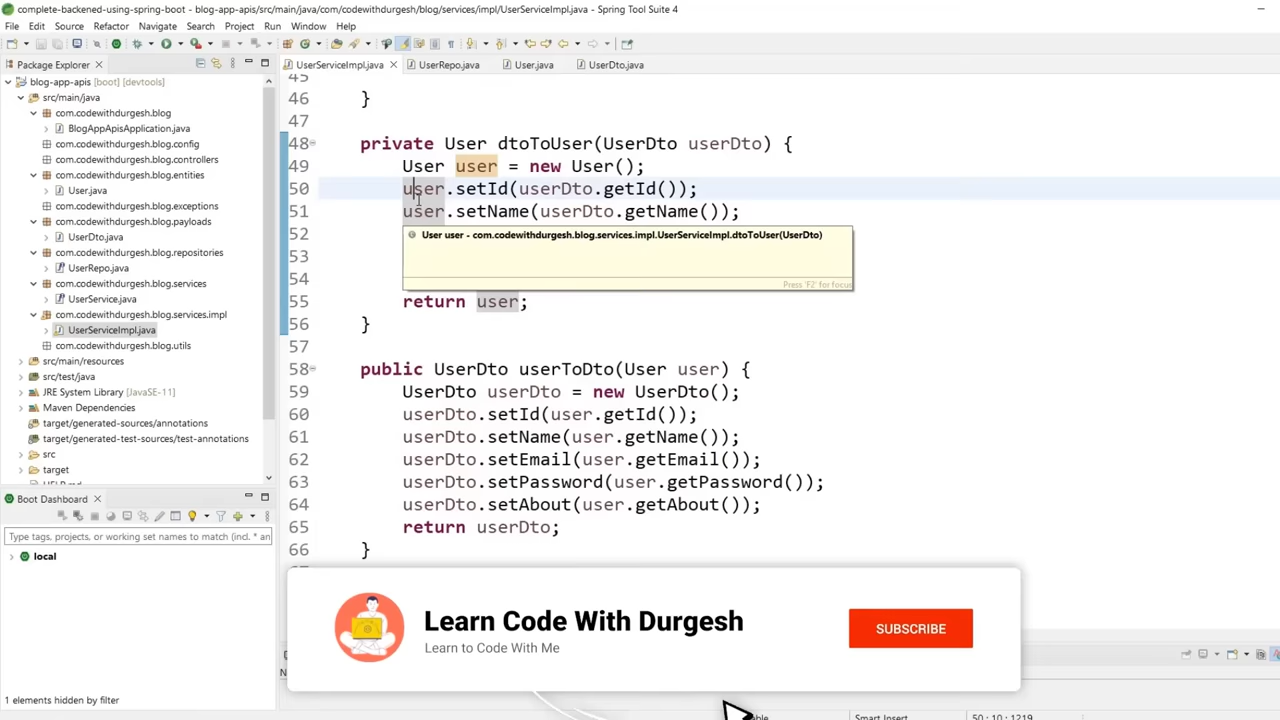 complete-backened-using-spring-boot - blog-app-apis/src/main/java/com/codewithdurgesh/blog/services/impl/UserServiceImpl.java - Spring Tool Suite 4
File Edit Source Refactor Navigate Search Project Run Window Help
Package Explorer
UserServiceImpl.java
UserRepo.java
User.java
UserDto.java
blog-app-apis [boot] [devtools]
src/main/java
com.codewithdurgesh.blog
BlogAppApisApplication.java
com.codewithdurgesh.blog.config
com.codewithdurgesh.blog.controllers
com.codewithdurgesh.blog.entities
User.java
com.codewithdurgesh.blog.exceptions
com.codewithdurgesh.blog.payloads
UserDto.java
com.codewithdurgesh.blog.repositories
UserRepo.java
com.codewithdurgesh.blog.services
UserService.java
com.codewithdurgesh.blog.services.impl
UserServiceImpl.java
com.codewithdurgesh.blog.utils
src/main/resources
src/test/java
JRE System Library [JavaSE-11]
Maven Dependencies
target/generated-sources/annotations
target/generated-test-sources/test-annotations
src
target
Boot Dashboard
Type tags, projects, or working set names to match (incl. * an
local
1 elements hidden by filter
45
46 }
47
48 private User dtoToUser(UserDto userDto) {
49 User user = new User();
50 user.setId(userDto.getId());
51 user.setName(userDto.getName());
52
User user - com.codewithdurgesh.blog.services.impl.UserServiceImpl.dtoToUser(UserDto)
53
54
Press 'F2' for focus
55 return user;
56 }
57
58 public UserDto userToDto(User user) {
59 UserDto userDto = new UserDto();
60 userDto.setId(user.getId());
61 userDto.setName(user.getName());
62 userDto.setEmail(user.getEmail());
63 userDto.setPassword(user.getPassword());
64 userDto.setAbout(user.getAbout());
65 return userDto;
66 }
Learn Code With Durgesh
Learn to Code With Me
SUBSCRIBE
Smart Insert
50 : 10 : 1219